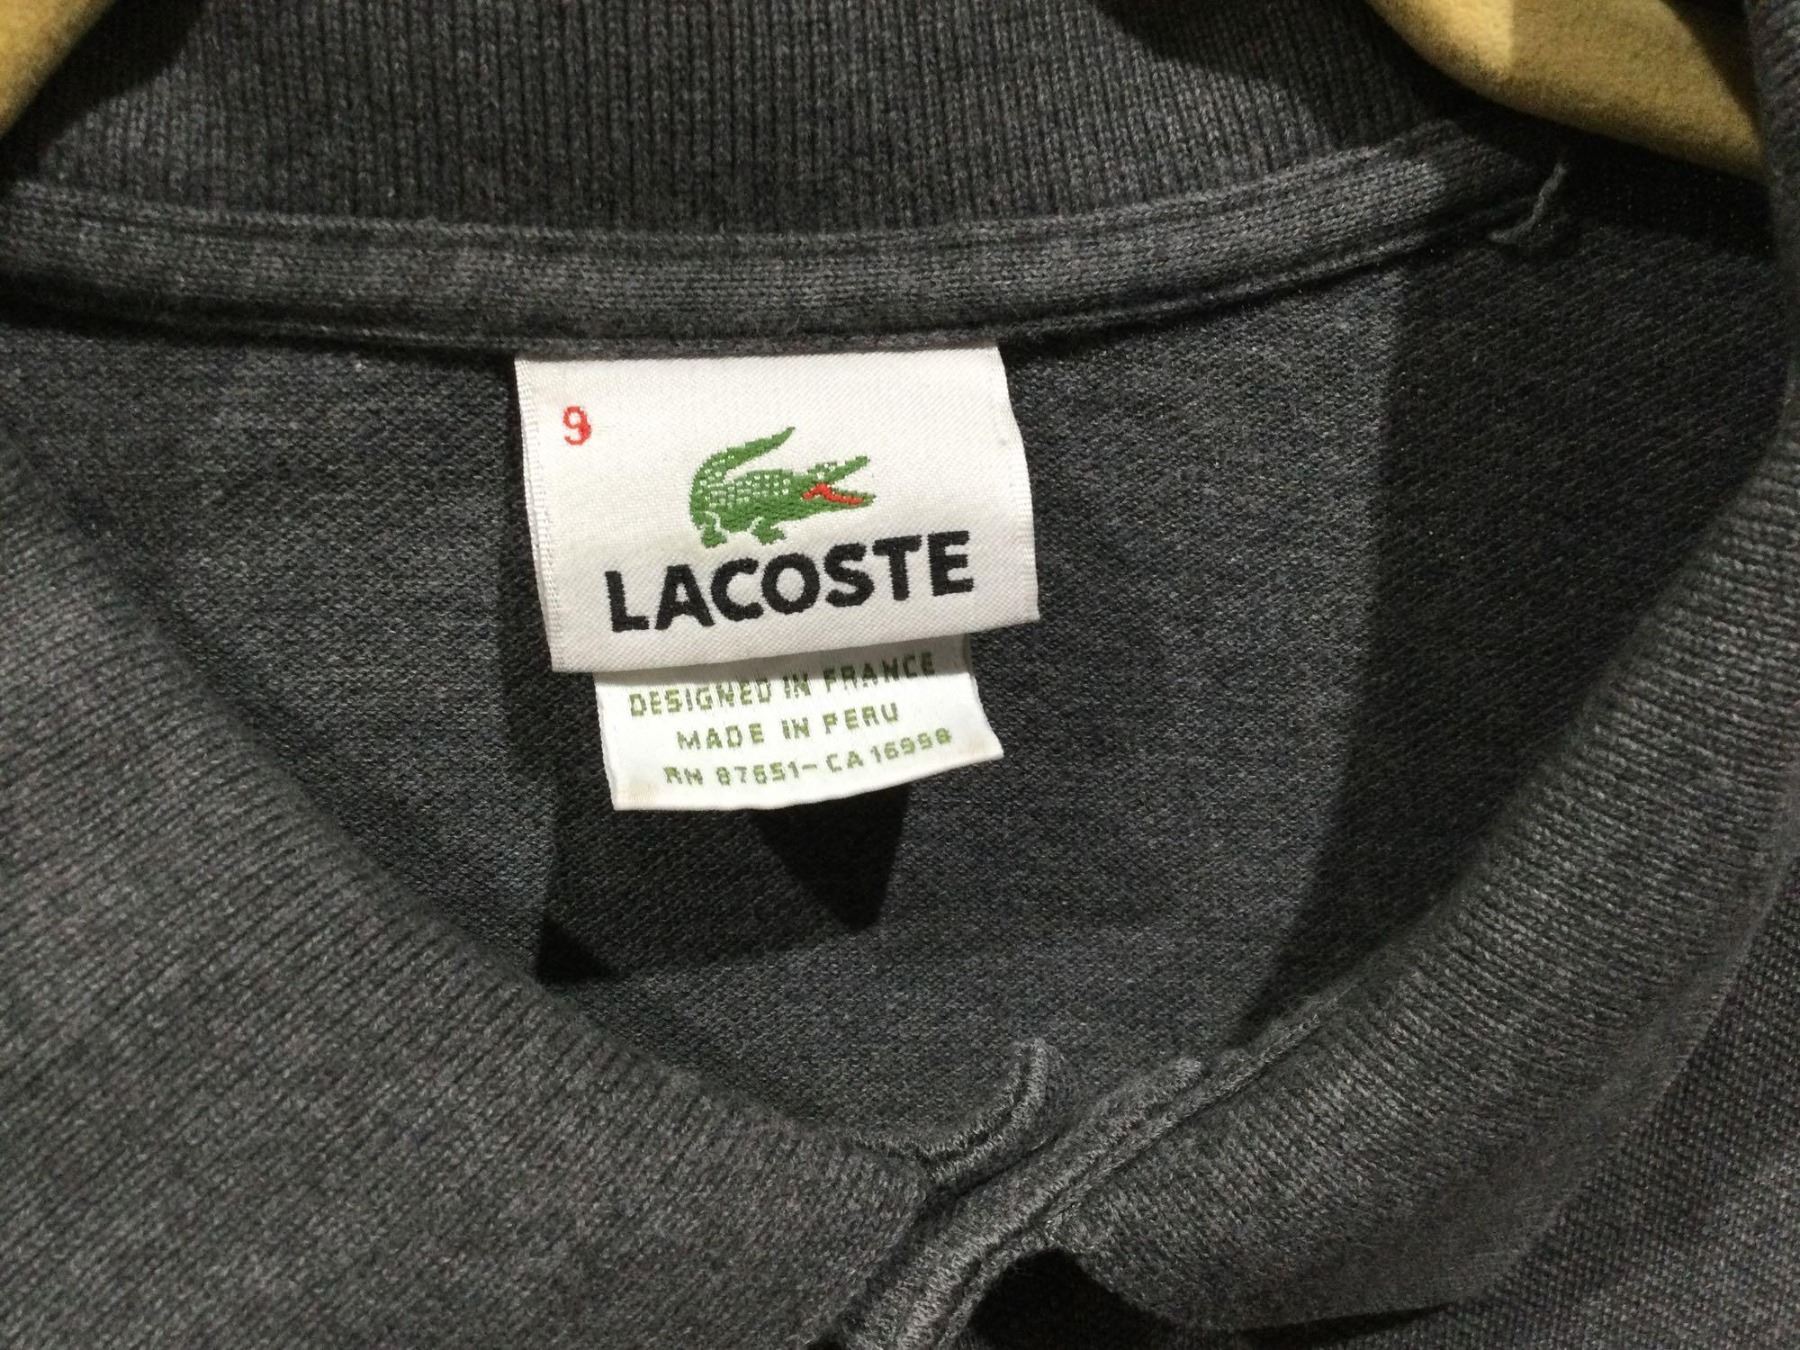 9
LACOSTE
DESIGNED IN FRANCE
MADE IN PERU
RN 87651-CA 16998